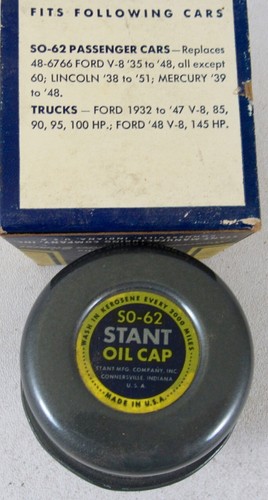 FITS FOLLOWING CARS
SO-62 PASSENGER CARS—Replaces
48-6766 FORD V-8 '35 to '48, all except
60; LINCOLN '38 to '51; MERCURY '39
to '48.
TRUCKS — FORD 1932 to '47 V-8, 85,
90, 95, 100 HP.; FORD '48 V-8, 145 HP.
WASH IN KEROSENE EVERY 2000 MILES
SO-62
STANT
OIL CAP
STANT MFG. COMPANY, INC.
CONNERSVILLE, INDIANA
U. S. A.
MADE IN U.S.A.